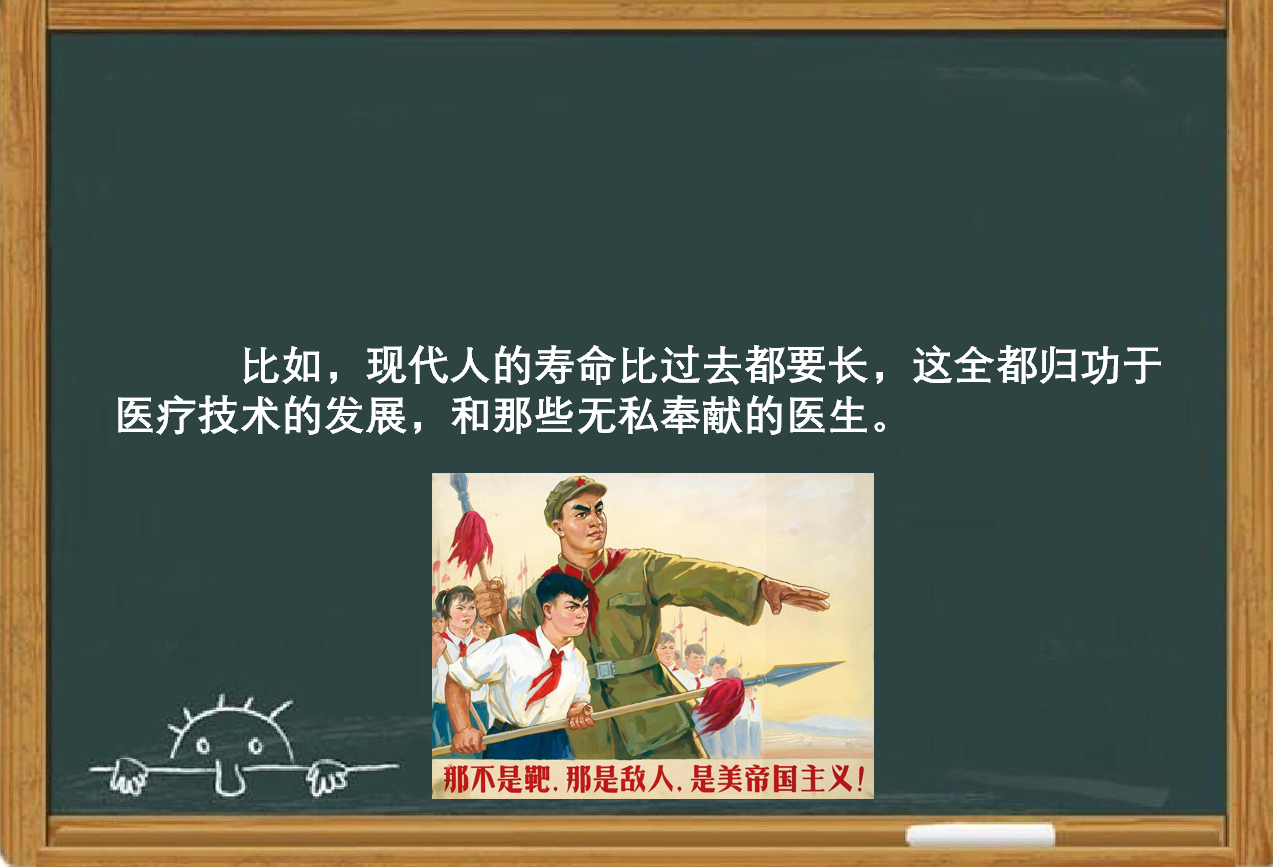 比如，现代人的寿命比过去都要长，这全都归功于
医疗技术的发展，和那些无私奉献的医生。
那不是靶．那是敌人．是美帝国主义！